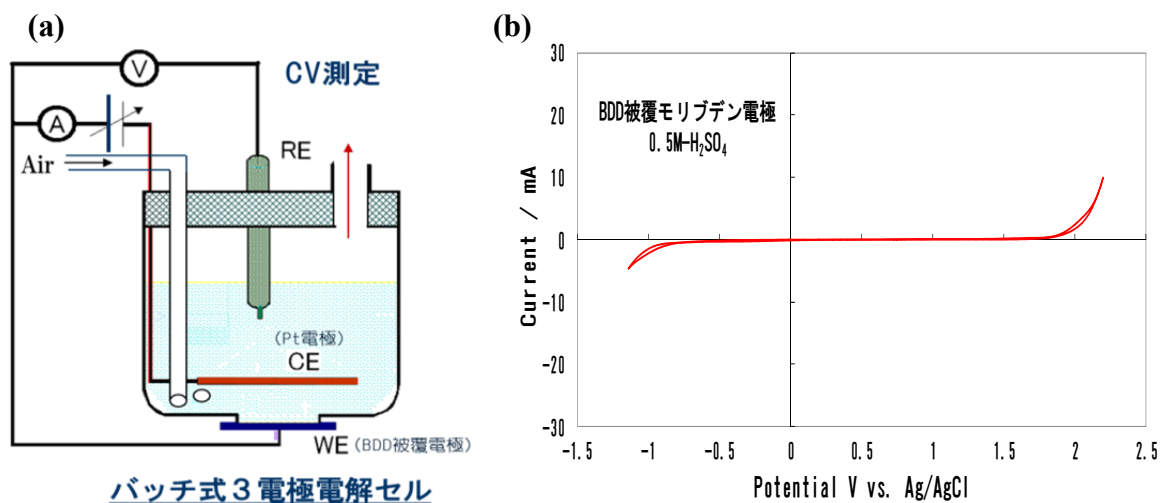 (a)
V
CV測定
A
RE
Air
(Pt電極)
CE
WE (BDD被覆電極)
バッチ式３電極電解セル
(b)
30
20
10
0
-10
-20
-30
Current / mA
BDD被覆モリブデン電極
0.5M-H₂SO₄
-1.5 -1 -0.5 0 0.5 1 1.5 2 2.5
Potential V vs. Ag/AgCl